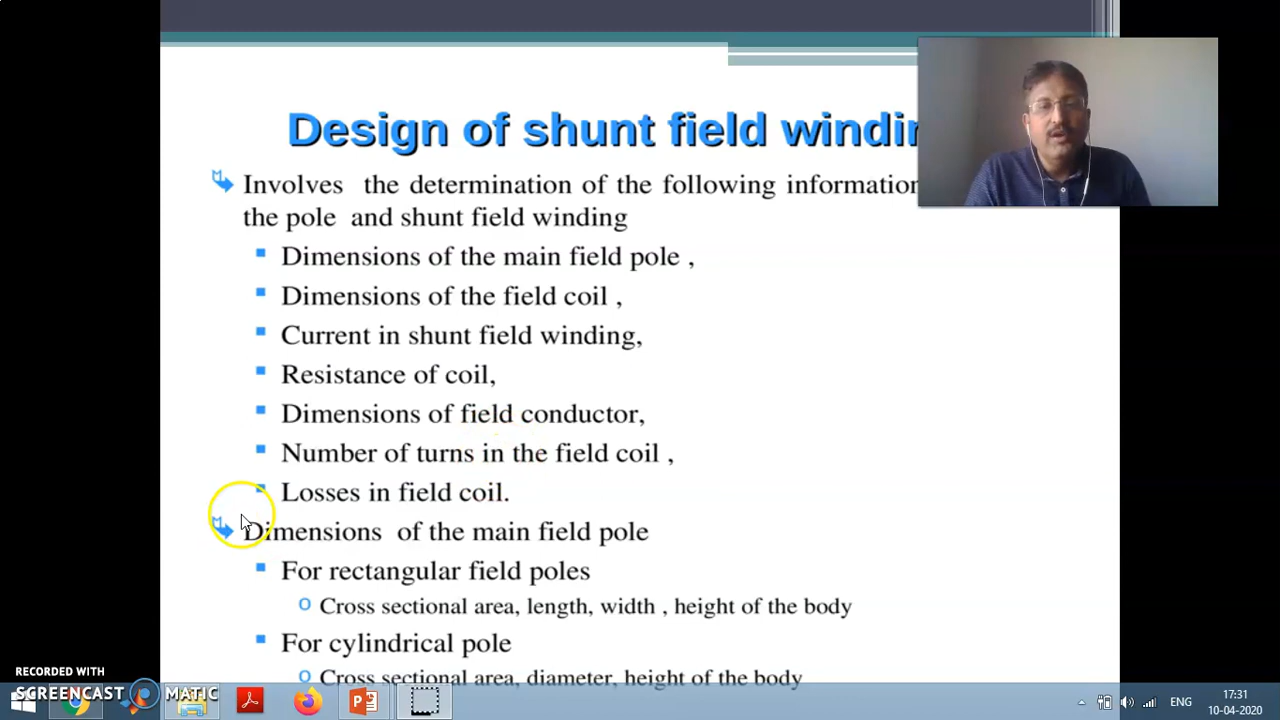 Design of shunt field windin
Involves the determination of the following information
the pole and shunt field winding
Dimensions of the main field pole ,
Dimensions of the field coil ,
Current in shunt field winding,
Resistance of coil,
Dimensions of field conductor,
Number of turns in the field coil ,
Losses in field coil.
Dimensions of the main field pole
For rectangular field poles
Cross sectional area, length, width , height of the body
For cylindrical pole
Cross sectional area, diameter, height of the body
RECORDED WITH
SCREENCAST MATIC
ENG
17:31
10-04-2020